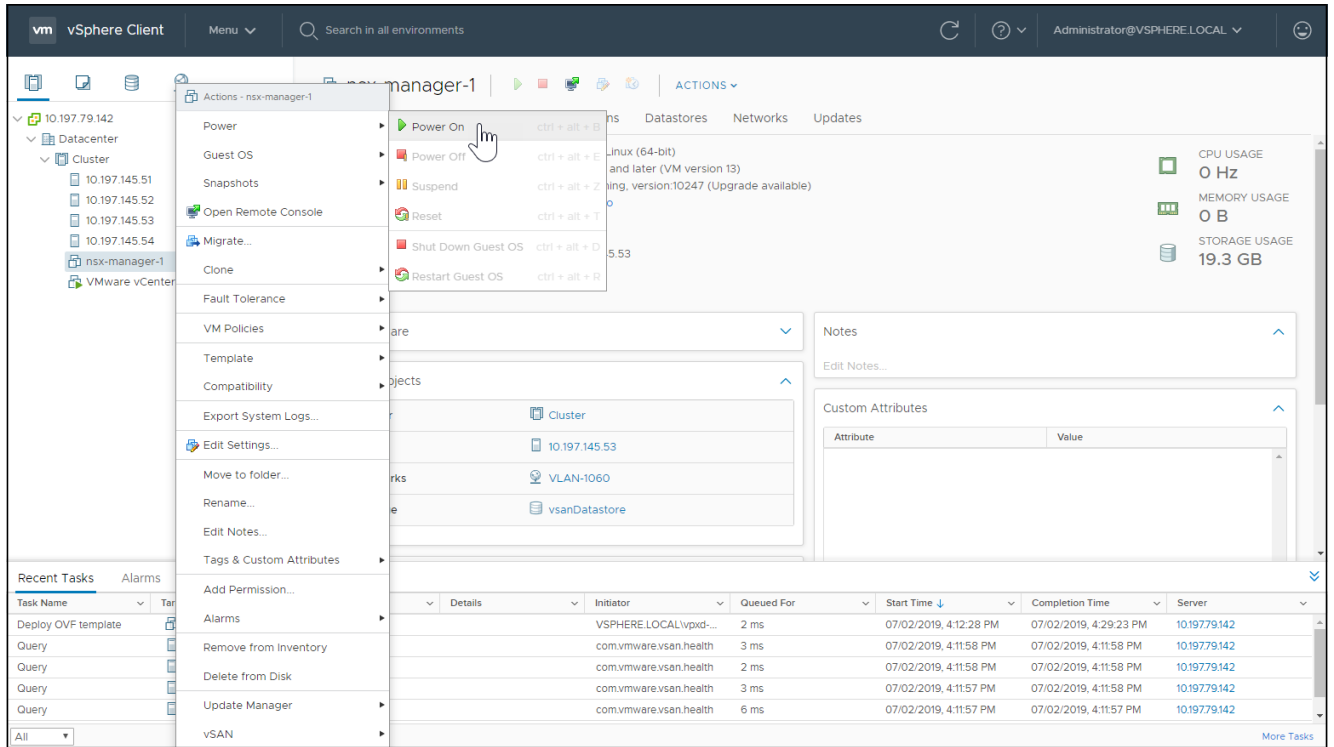 vm vSphere Client Menu Search in all environments Administrator@VSPHERE.LOCAL
nsx-manager-1 ACTIONS
Datastores Networks Updates
10.197.79.142
Datacenter
Cluster
10.197.145.51
10.197.145.52
10.197.145.53
10.197.145.54
nsx-manager-1
VMware vCenter
Actions - nsx-manager-1
Power
Guest OS
Snapshots
Open Remote Console
Migrate...
Clone
Fault Tolerance
VM Policies
Template
Compatibility
Export System Logs...
Edit Settings...
Move to folder...
Rename...
Edit Notes...
Tags & Custom Attributes
Add Permission...
Alarms
Remove from Inventory
Delete from Disk
Update Manager
vSAN
Power On ctrl + alt + B
Power Off ctrl + alt + E
Suspend ctrl + alt + Z
Reset ctrl + alt + T
Shut Down Guest OS ctrl + alt + D
Restart Guest OS ctrl + alt + R
Linux (64-bit)
and later (VM version 13)
ning, version:10247 (Upgrade available)
5.53
CPU USAGE
0 Hz
MEMORY USAGE
0 B
STORAGE USAGE
19.3 GB
are
Notes
Edit Notes...
bjects
Cluster
10.197.145.53
rks VLAN-1060
e vsanDatastore
Custom Attributes
Attribute Value
Recent Tasks Alarms
Task Name Tar Details Initiator Queued For Start Time Completion Time Server
Deploy OVF template VSPHERE.LOCAL\vpxd-... 2 ms 07/02/2019, 4:12:28 PM 07/02/2019, 4:29:23 PM 10.197.79.142
Query com.vmware.vsan.health 3 ms 07/02/2019, 4:11:58 PM 07/02/2019, 4:11:58 PM 10.197.79.142
Query com.vmware.vsan.health 2 ms 07/02/2019, 4:11:58 PM 07/02/2019, 4:11:58 PM 10.197.79.142
Query com.vmware.vsan.health 3 ms 07/02/2019, 4:11:57 PM 07/02/2019, 4:11:58 PM 10.197.79.142
Query com.vmware.vsan.health 6 ms 07/02/2019, 4:11:57 PM 07/02/2019, 4:11:57 PM 10.197.79.142
All More Tasks